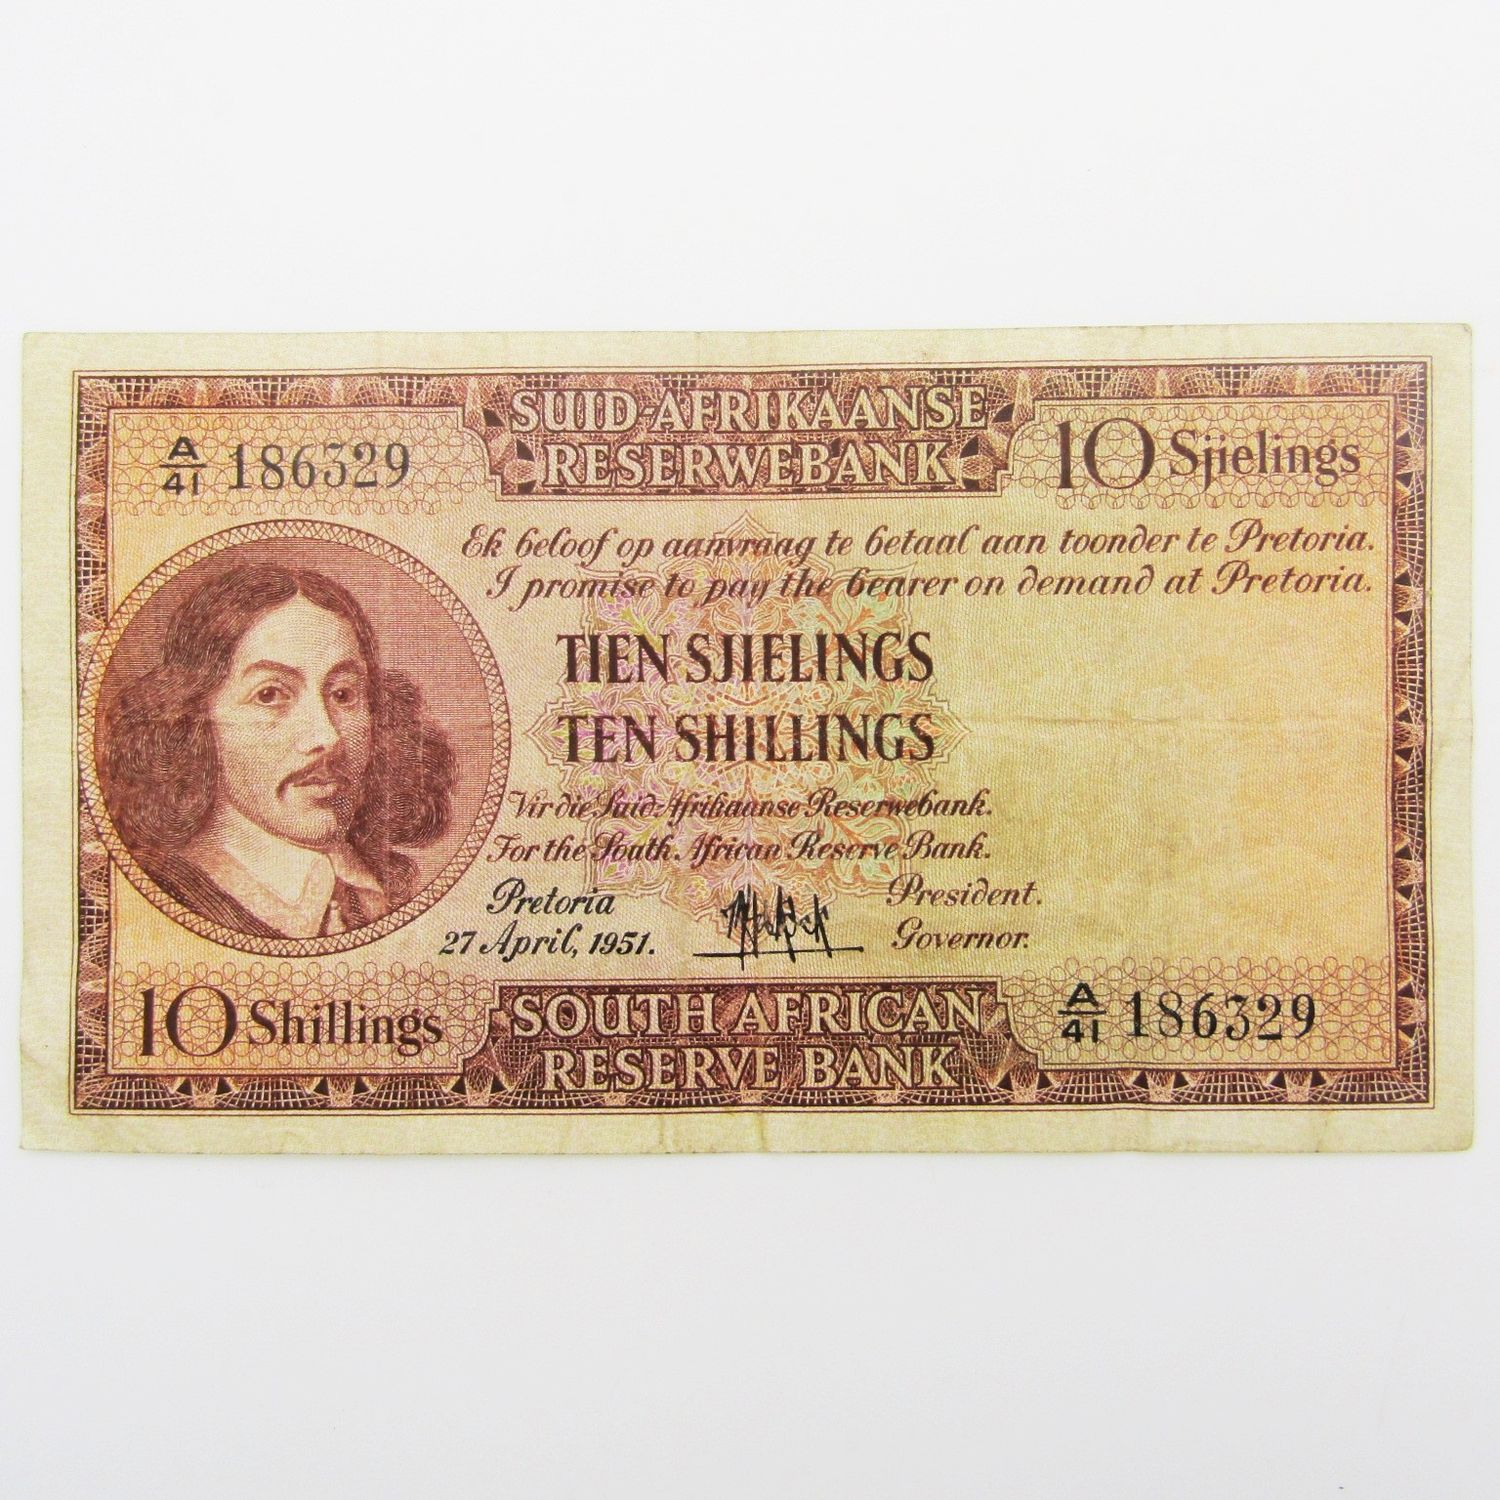 SUID-AFRIKAANSE
RESERWEBANK
A/41 186329
10 Sjielings
Ek beloof op aanvraag te betaal aan toonder te Pretoria.
I promise to pay the bearer on demand at Pretoria.
TIEN SJIELINGS
TEN SHILLINGS
Vir die Suid-Afrikaanse Reserwebank.
For the South African Reserve Bank.
Pretoria
President.
27 April, 1951.
Governor.
10 Shillings
SOUTH AFRICAN
RESERVE BANK
A/41 186329